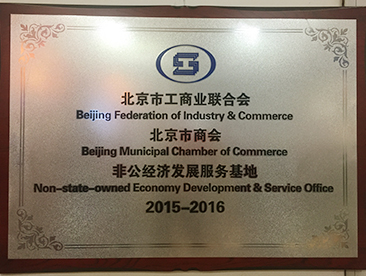 北京市工商业联合会
Beijing Federation of Industry & Commerce
北京市商会
Beijing Municipal Chamber of Commerce
非公经济发展服务基地
Non-state-owned Economy Development & Service Office
2015-2016